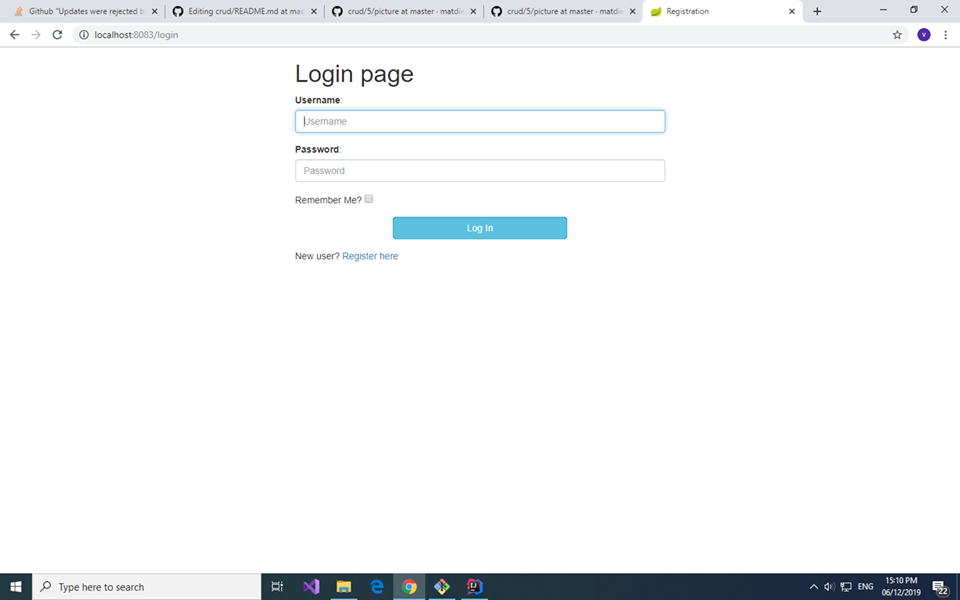 Github "Updates were rejected b
Editing crud/README.md at mas
crud/5/picture at master · matdie
crud/5/picture at master · matdie
Registration
localhost:8083/login
v
Login page
Username:
Username
Password:
Password
Remember Me?
Log In
New user? Register here
Type here to search
ENG
15:10 PM
06/12/2019
22